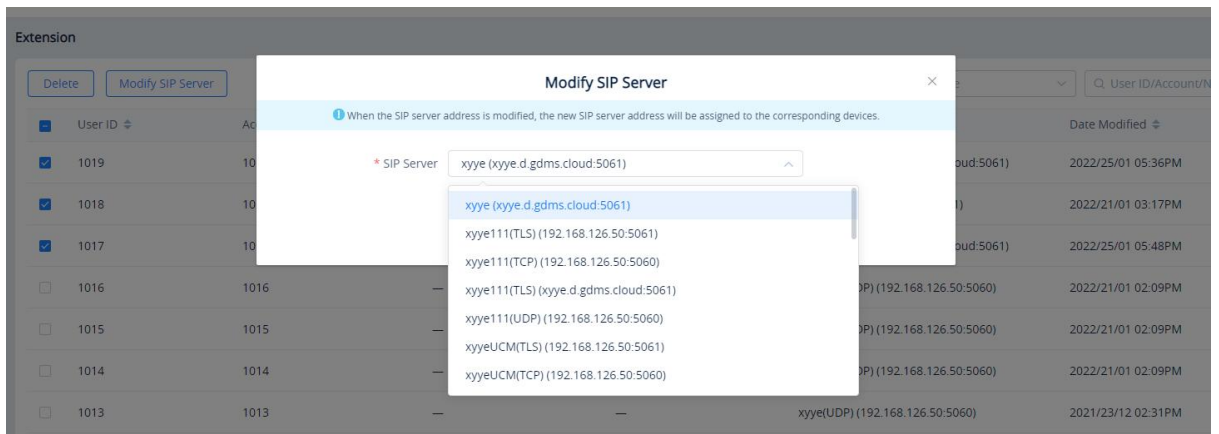 Extension
Delete
Modify SIP Server
Modify SIP Server
User ID/Account/N
When the SIP server address is modified, the new SIP server address will be assigned to the corresponding devices.
User ID
Date Modified
* SIP Server xyye (xyye.d.gdms.cloud:5061)
1019 2022/25/01 05:36PM
xyye (xyye.d.gdms.cloud:5061)
1018 2022/21/01 03:17PM
xyye111(TLS) (192.168.126.50:5061)
1017 2022/25/01 05:48PM
xyye111(TCP) (192.168.126.50:5060)
1016 1016 — xyye111(TLS) (xyye.d.gdms.cloud:5061) (192.168.126.50:5060) 2022/21/01 02:09PM
xyye111(UDP) (192.168.126.50:5060)
1015 1015 — (192.168.126.50:5060) 2022/21/01 02:09PM
xyyeUCM(TLS) (192.168.126.50:5061)
1014 1014 — xyyeUCM(TCP) (192.168.126.50:5060) (192.168.126.50:5060) 2022/21/01 02:09PM
1013 1013 — — xyye(UDP) (192.168.126.50:5060) 2021/23/12 02:31PM